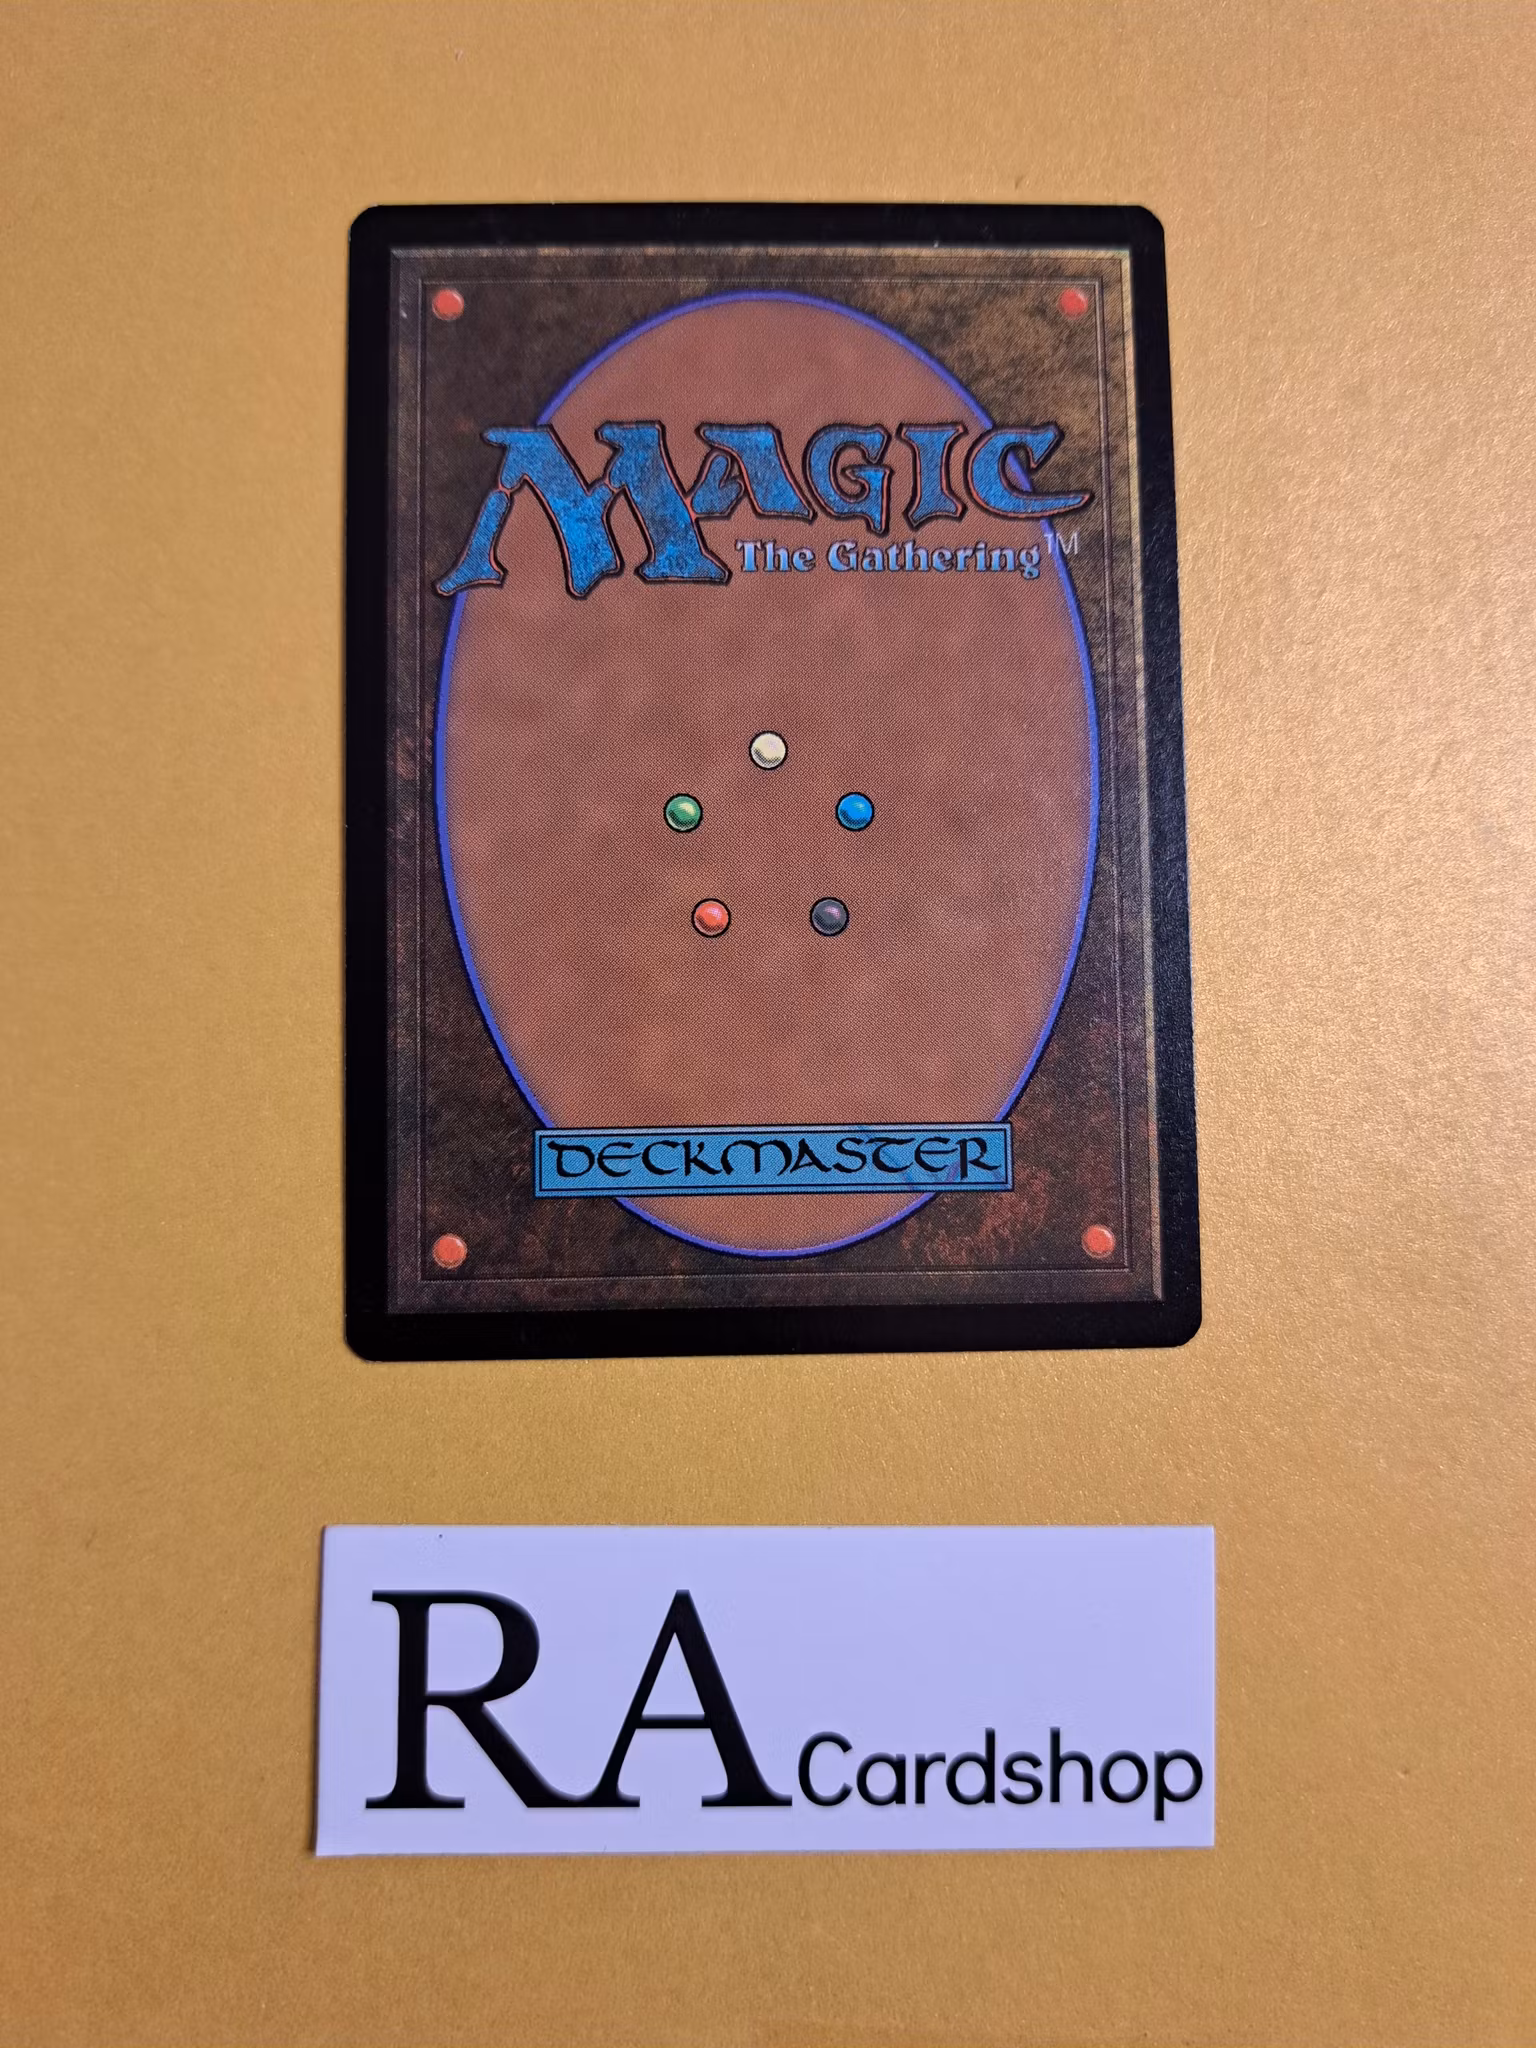 MAGIC
The Gathering™
DECKMASTER
RA Cardshop